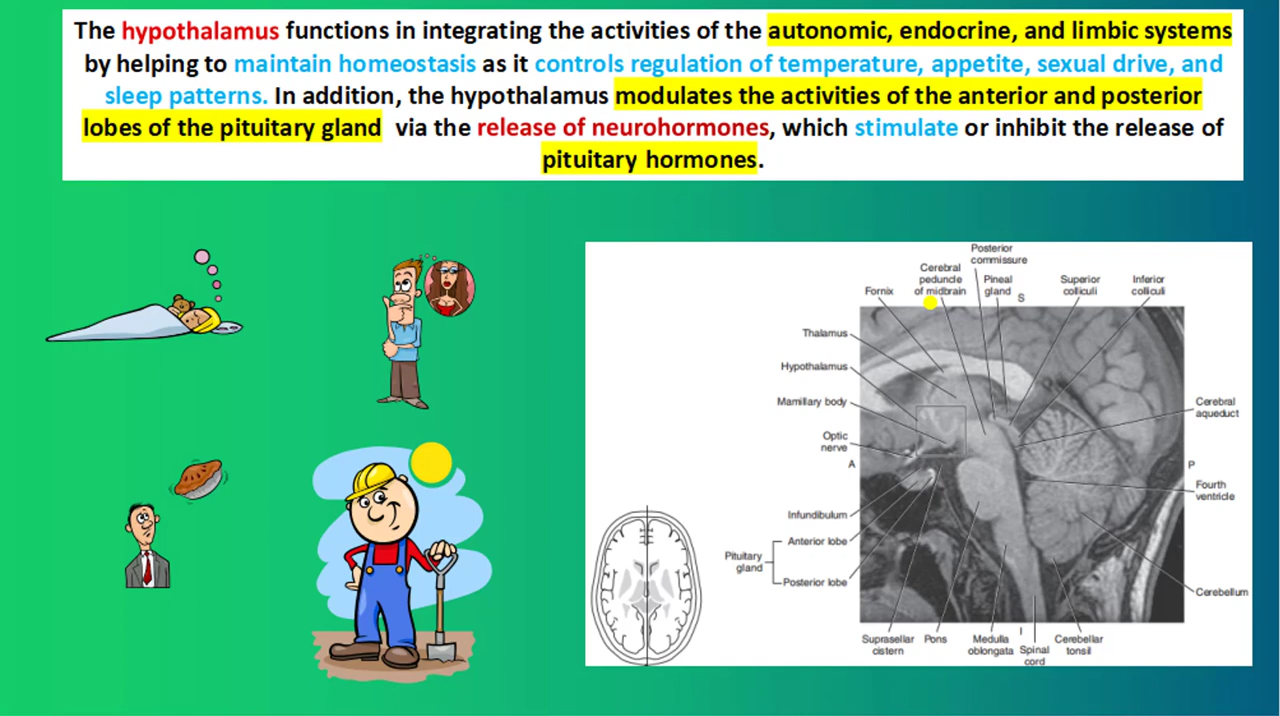 The hypothalamus functions in integrating the activities of the autonomic, endocrine, and limbic systems
by helping to maintain homeostasis as it controls regulation of temperature, appetite, sexual drive, and
sleep patterns. In addition, the hypothalamus modulates the activities of the anterior and posterior
lobes of the pituitary gland via the release of neurohormones, which stimulate or inhibit the release of
pituitary hormones.
Posterior
commissure
Cerebral
peduncle
of midbrain
Pineal
gland
Superior
colliculi
Inferior
colliculi
Fornix
S
Thalamus
Hypothalamus
Mamillary body
Optic
nerve
A
Cerebral
aqueduct
P
Fourth
ventricle
Infundibulum
Pituitary
gland
Anterior lobe
Posterior lobe
Cerebellum
Suprasellar
cistern
Pons
Medulla
oblongata
I
Spinal
cord
Cerebellar
tonsil